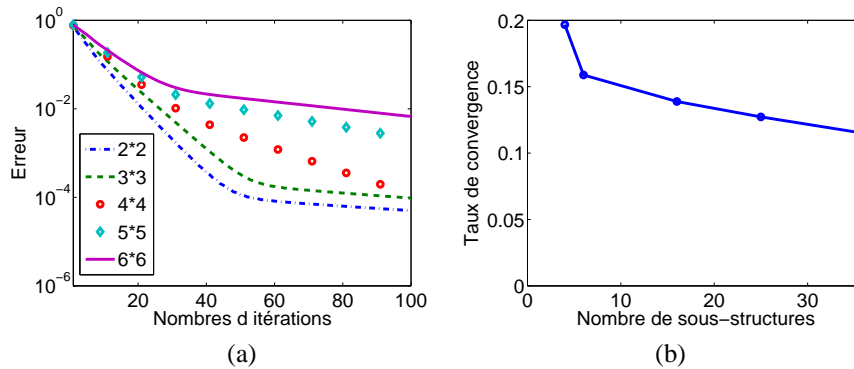 10^0
10^−2
10^−4
10^−6
Erreur
2*2
3*3
4*4
5*5
6*6
20 40 60 80 100
Nombres d itérations
(a)
0.2
0.15
0.1
0.05
0
Taux de convergence
0 10 20 30
Nombre de sous−structures
(b)